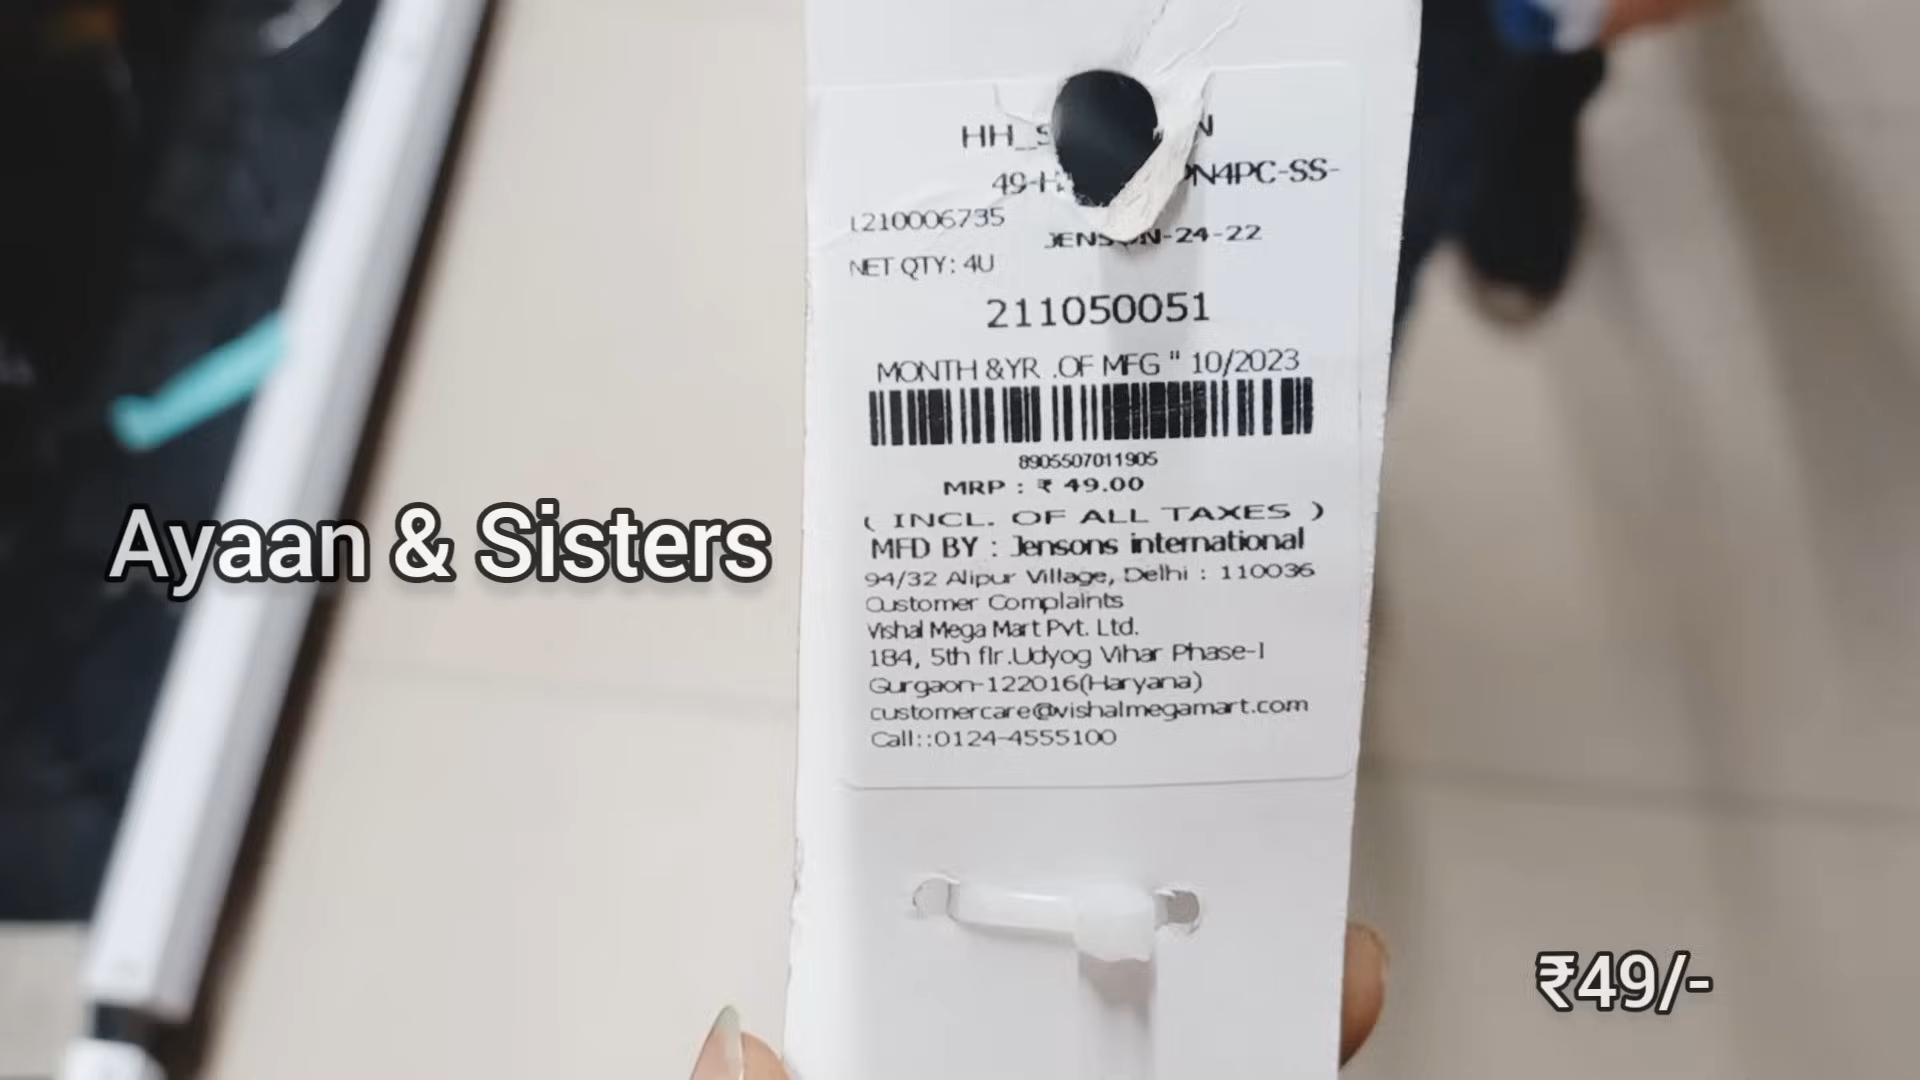 HH_S N
49-H PN4PC-SS-
1210006735
JENSON-24-22
NET QTY: 4U
211050051
MONTH &YR .OF MFG " 10/2023
8905507011905
MRP : ₹ 49.00
( INCL. OF ALL TAXES )
MFD BY : Jensons international
94/32 Alipur Village, Delhi : 110036
Customer Complaints
Vishal Mega Mart Pvt. Ltd.
184, 5th flr.Udyog Vihar Phase-I
Gurgaon-122016(Haryana)
customercare@vishalmegamart.com
Call::0124-4555100
Ayaan & Sisters
₹49/-